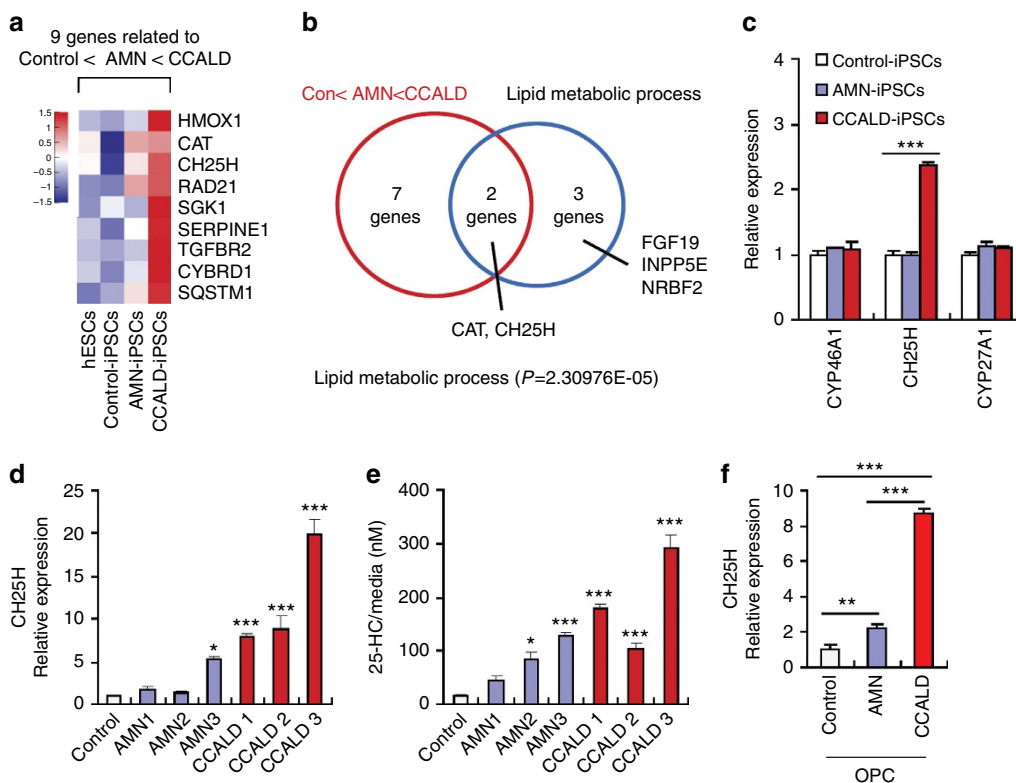 a
9 genes related to
Control < AMN < CCALD
1.5
1
0.5
0
−0.5
−1
−1.5
HMOX1
CAT
CH25H
RAD21
SGK1
SERPINE1
TGFBR2
CYBRD1
SQSTM1
hESCs
Control-iPSCs
AMN-iPSCs
CCALD-iPSCs
b
Con< AMN<CCALD
Lipid metabolic process
7
genes
2
genes
3
genes
FGF19
INPP5E
NRBF2
CAT, CH25H
Lipid metabolic process (P=2.30976E-05)
c
Relative expression
4
3
2
1
0
Control-iPSCs
AMN-iPSCs
CCALD-iPSCs
***
CYP46A1
CH25H
CYP27A1
d
CH25H
Relative expression
25
20
15
10
5
0
*
***
***
***
Control
AMN1
AMN2
AMN3
CCALD 1
CCALD 2
CCALD 3
e
25-HC/media (nM)
400
300
200
100
0
*
***
***
***
***
Control
AMN1
AMN2
AMN3
CCALD 1
CCALD 2
CCALD 3
f
CH25H
Relative expression
10
8
6
4
2
0
***
***
**
Control
AMN
CCALD
OPC